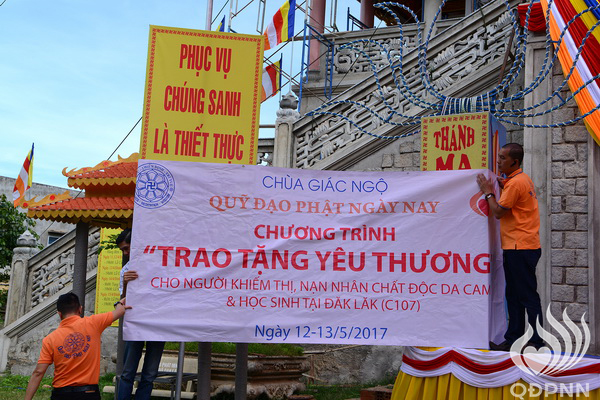 PHỤC VỤ
CHÚNG SANH
LÀ THIẾT THỰC
THÁNH
MA
CHÙA GIÁC NGỘ
QUỸ ĐẠO PHẬT NGÀY NAY
CHƯƠNG TRÌNH
"TRAO TẶNG YÊU THƯƠNG
CHO NGƯỜI KHIẾM THỊ, NẠN NHÂN CHẤT ĐỘC DA CAM
& HỌC SINH TẠI ĐĂK LĂK (C107)
Ngày 12-13/5/2017
QĐPNN